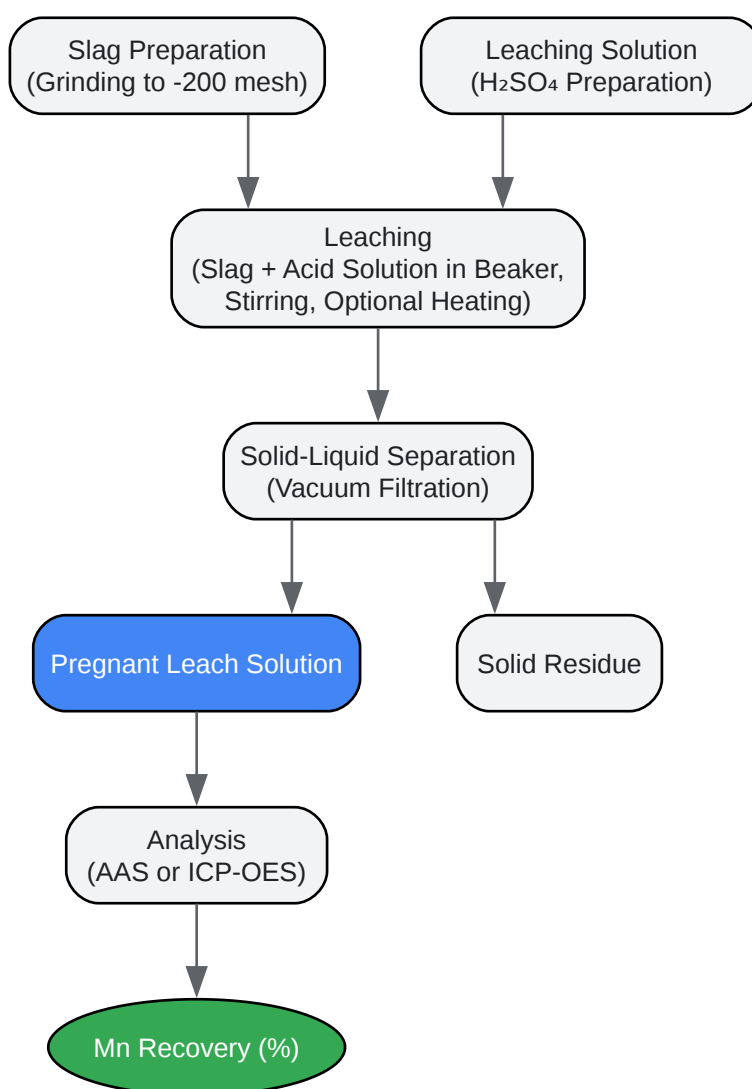 Slag Preparation
(Grinding to -200 mesh)
Leaching Solution
(H₂SO₄ Preparation)
Leaching
(Slag + Acid Solution in Beaker,
Stirring, Optional Heating)
Solid-Liquid Separation
(Vacuum Filtration)
Pregnant Leach Solution
Solid Residue
Analysis
(AAS or ICP-OES)
Mn Recovery (%)